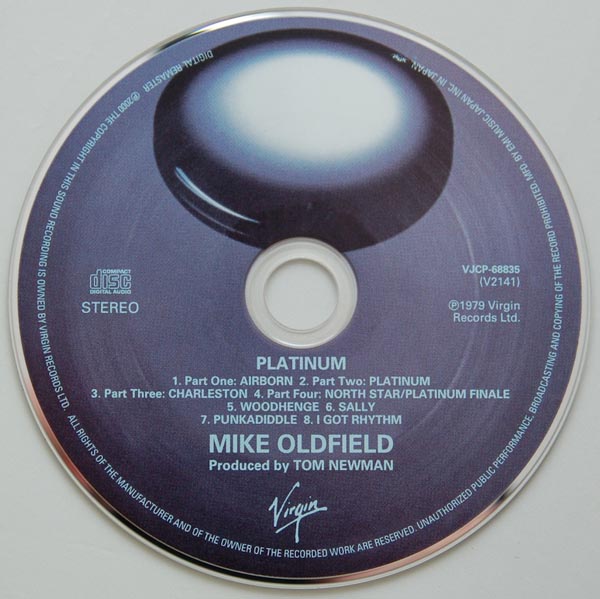 DIGITAL REMASTER ℗2000 THE COPYRIGHT IN THIS SOUND RECORDING IS OWNED BY VIRGIN RECORDS LTD. ALL RIGHTS OF THE MANUFACTURER AND OF THE OWNER OF THE RECORDED WORK ARE RESERVED. UNAUTHORIZED PUBLIC PERFORMANCE, BROADCASTING AND COPYING OF THE RECORD PROHIBITED. MFD. BY EMI MUSIC JAPAN INC. IN JAPAN
COMPACT
disc
DIGITAL AUDIO
STEREO
VJCP-68835
(V2141)
℗1979 Virgin
Records Ltd.
PLATINUM
1. Part One: AIRBORN 2. Part Two: PLATINUM
3. Part Three: CHARLESTON 4. Part Four: NORTH STAR/PLATINUM FINALE
5. WOODHENGE 6. SALLY
7. PUNKADIDDLE 8. I GOT RHYTHM
MIKE OLDFIELD
Produced by TOM NEWMAN
Virgin